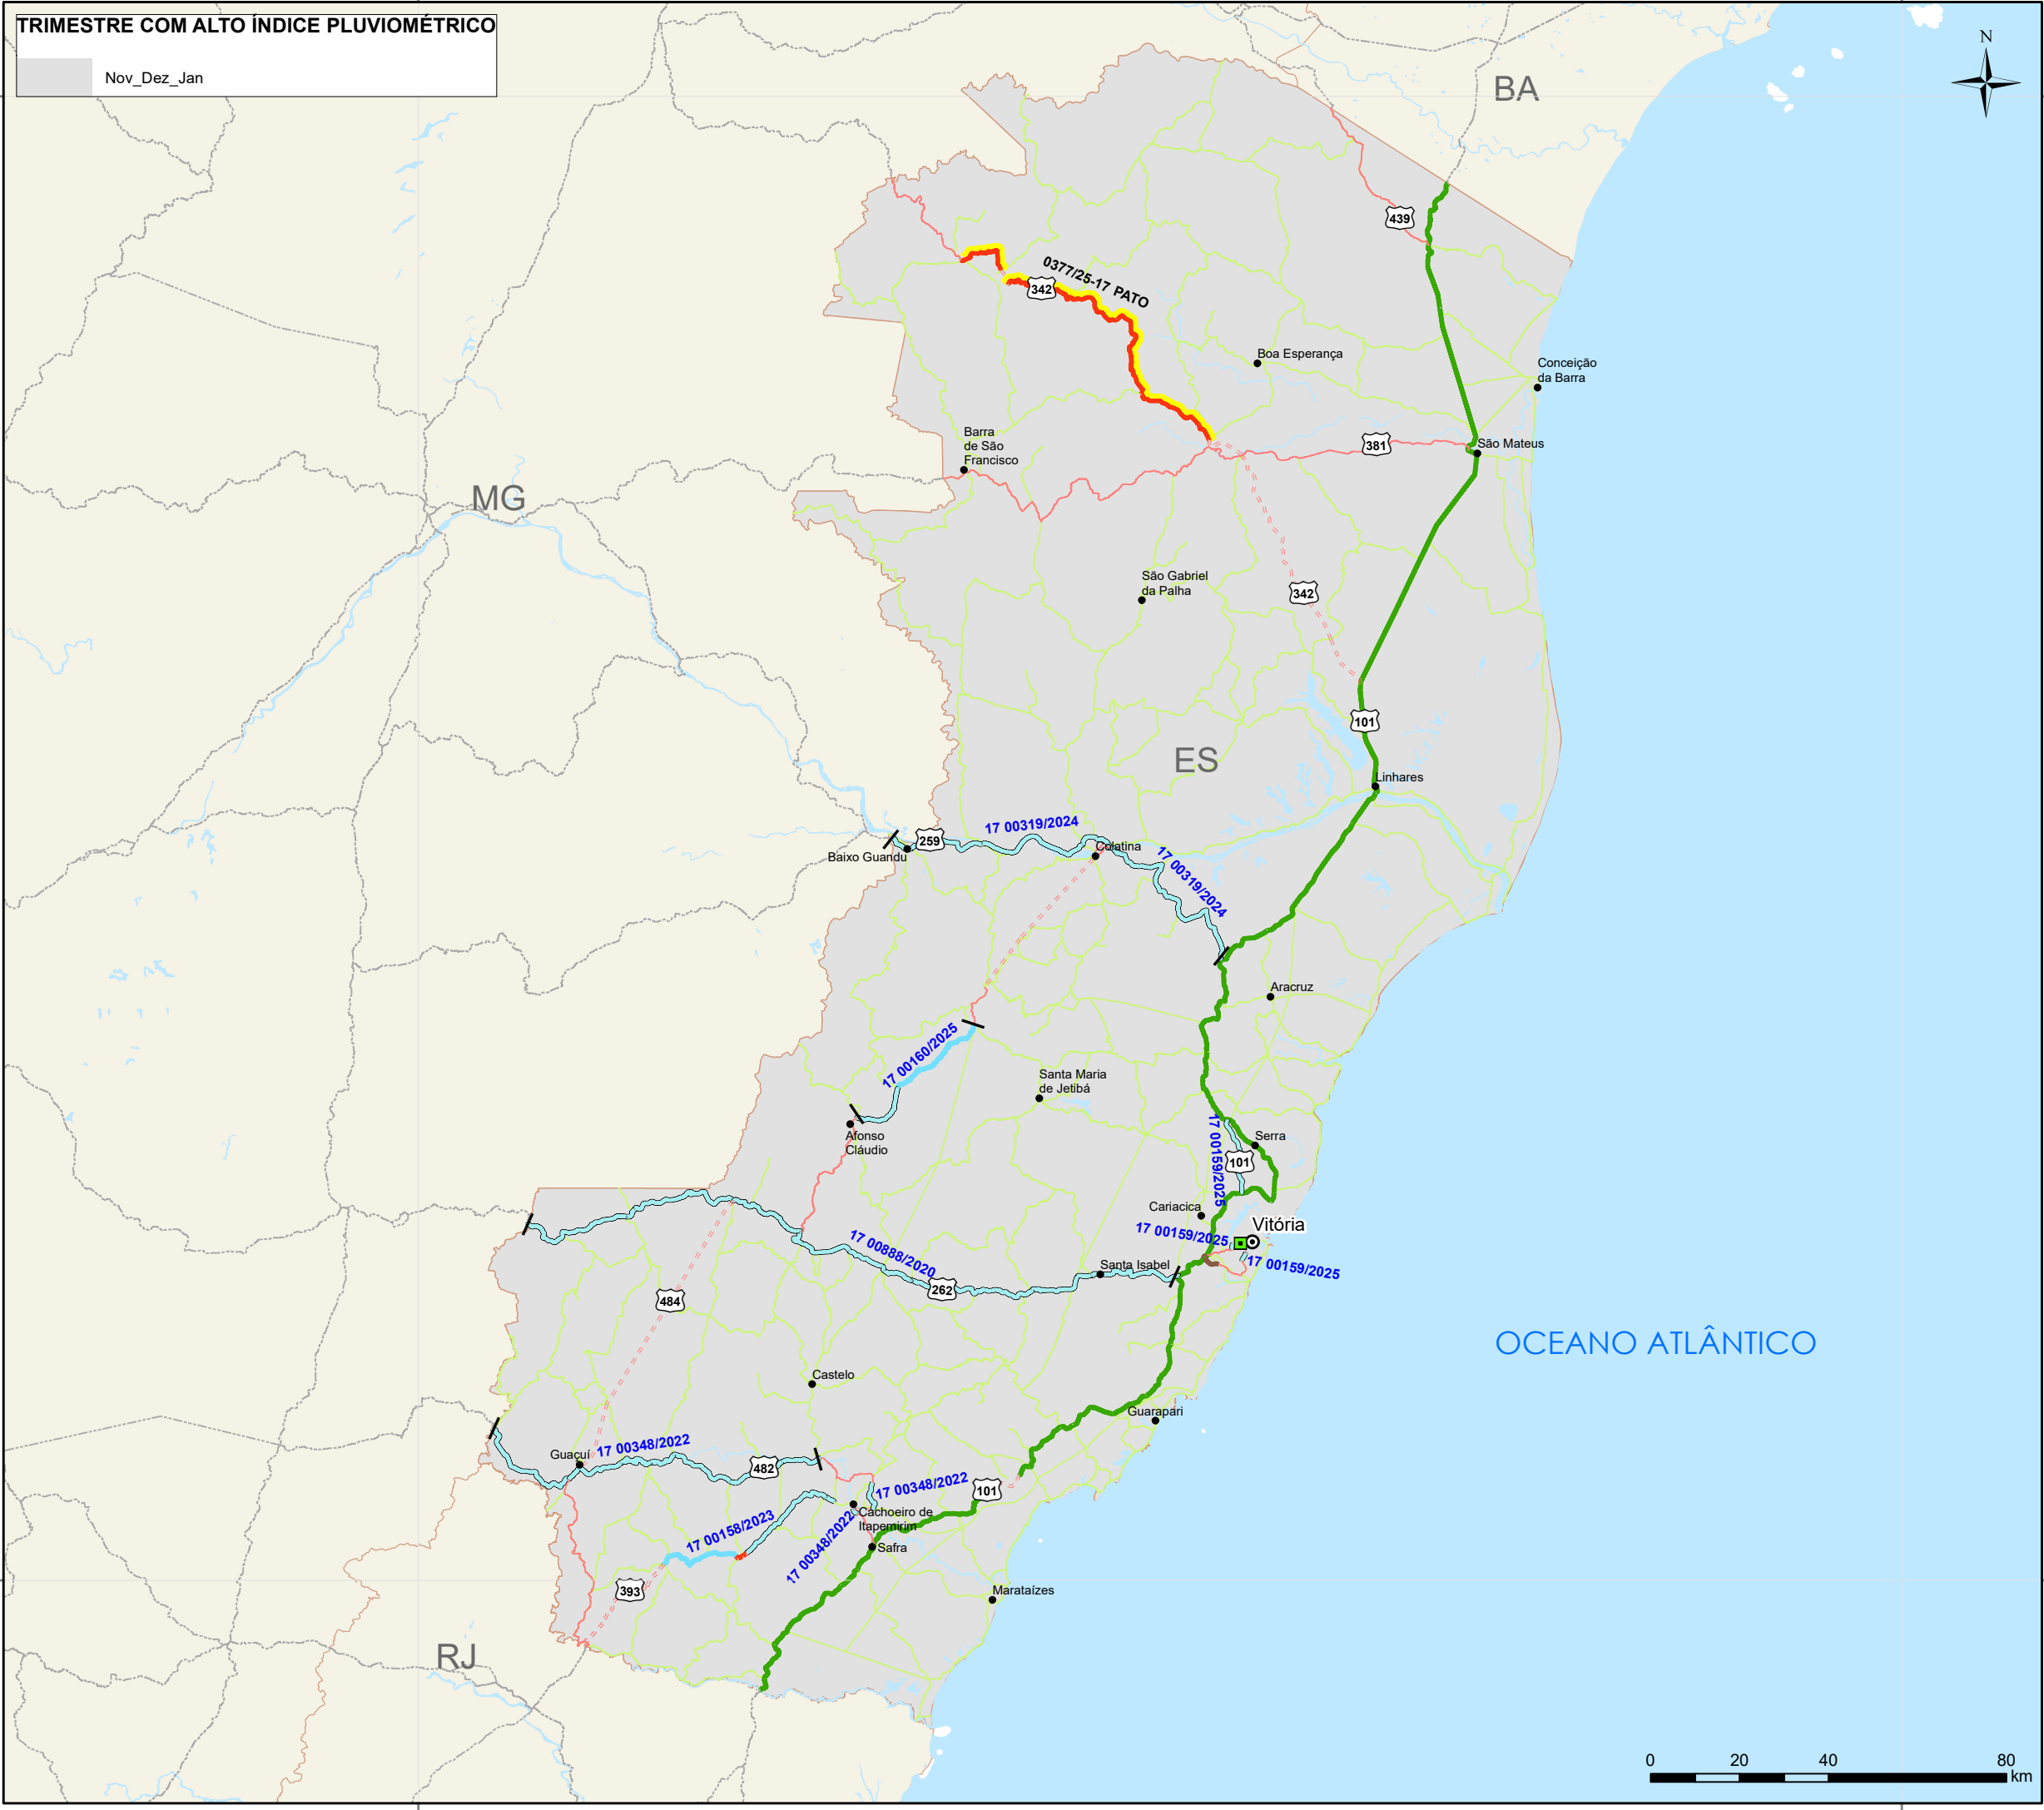 TRIMESTRE COM ALTO ÍNDICE PLUVIOMÉTRICO
Nov_Dez_Jan
N
BA
439
0377/25-17 PATO
342
Boa Esperança
Conceição
da Barra
Barra
de São
Francisco
381
São Mateus
MG
São Gabriel
da Palha
342
101
ES
Linhares
17 00319/2024
259
Baixo Guandu
Colatina
17 00319/2024
Aracruz
17 00160/2025
Santa Maria
de Jetibá
Afonso
Cláudio
17 00159/2025
Serra
101
Cariacica
Vitória
17 00159/2025
17 00159/2025
17 00888/2020
Santa Isabel
262
484
OCEANO ATLÂNTICO
Castelo
Guarapari
Guaçuí
17 00348/2022
482
17 00348/2022
101
Cachoeiro de
Itapemirim
17 00158/2023
17 00348/2022
Safra
393
Marataízes
RJ
0 20 40 80
km